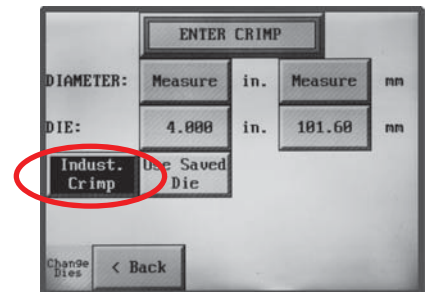 ENTER CRIMP
DIAMETER: Measure in. Measure mm
DIE: 4.000 in. 101.60 mm
Indust. Use Saved
Crimp Die
Change
Dies < Back